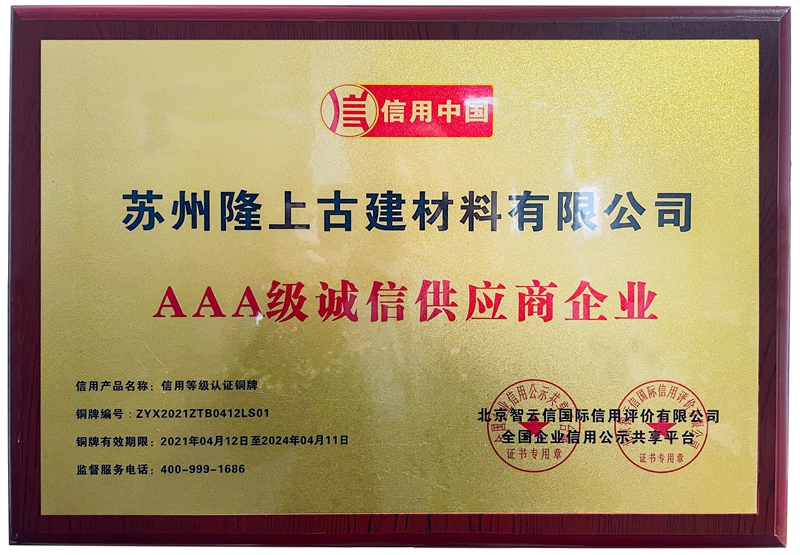 信用中国
苏州隆上古建材料有限公司
AAA级诚信供应商企业
信用产品名称：信用等级认证铜牌
铜牌编号：ZYX2021ZTB0412LS01
铜牌有效期限：2021年04月12日至2024年04月11日
监督服务电话：400-999-1686
北京智云信国际信用评价有限公司
全国企业信用公示共享平台
证书专用章
证书专用章